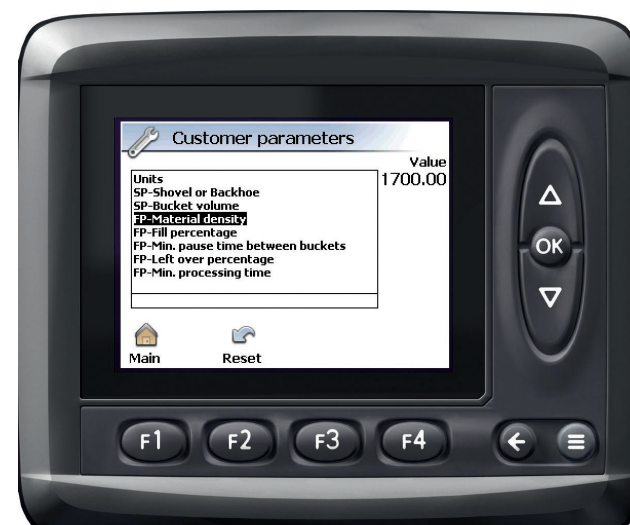 Customer parameters
Value
1700.00
Units
SP-Shovel or Backhoe
SP-Bucket volume
FP-Material density
FP-Fill percentage
FP-Min. pause time between buckets
FP-Left over percentage
FP-Min. processing time
Main
Reset
OK
F1
F2
F3
F4